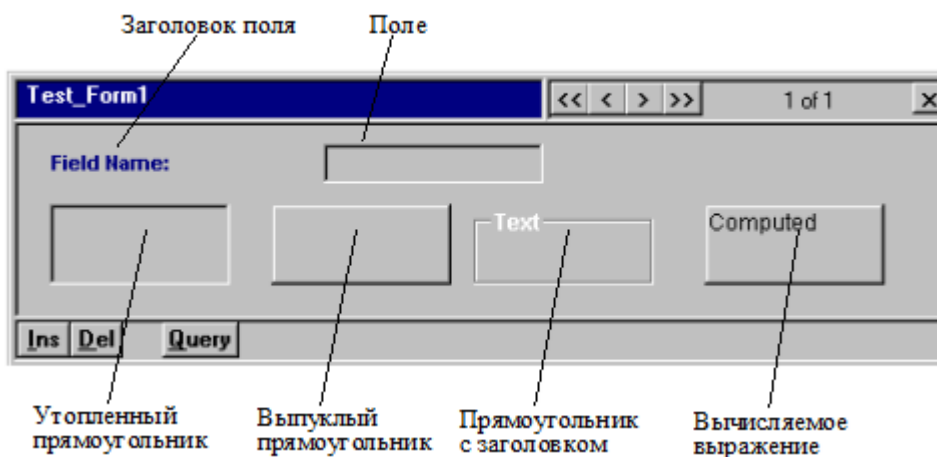 Заголовок поля Поле
Test_Form1 << < > >> 1 of 1 X
Field Name:
Text Computed
Ins Del Query
Утопленный Выпуклый Прямоугольник Вычисляемое
прямоугольник прямоугольник с заголовком выражение